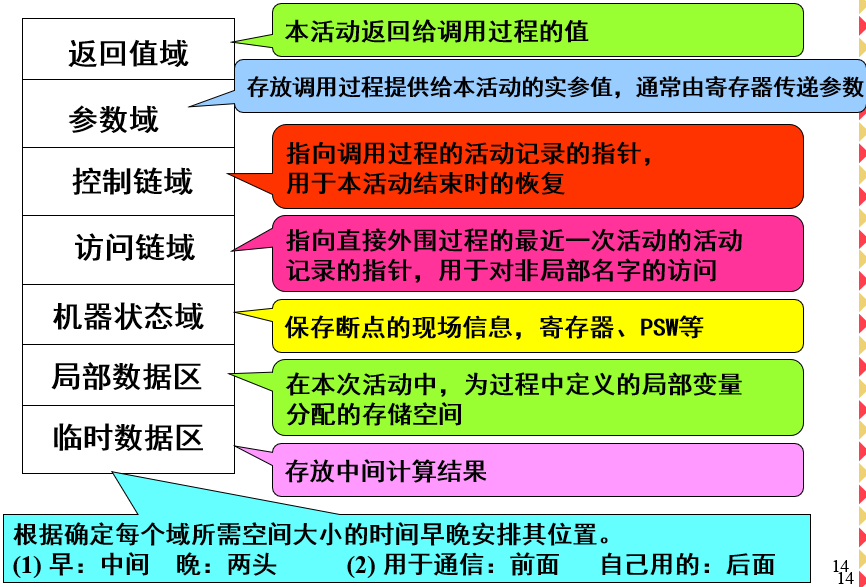 返回值域
本活动返回给调用过程的值
参数域
存放调用过程提供给本活动的实参值，通常由寄存器传递参数
控制链域
指向调用过程的活动记录的指针，
用于本活动结束时的恢复
访问链域
指向直接外围过程的最近一次活动的活动
记录的指针，用于对非局部名字的访问
机器状态域
保存断点的现场信息，寄存器、PSW等
局部数据区
在本次活动中，为过程中定义的局部变量
分配的存储空间
临时数据区
存放中间计算结果
根据确定每个域所需空间大小的时间早晚安排其位置。
(1) 早：中间 晚：两头 (2) 用于通信：前面 自己用的：后面
14
14